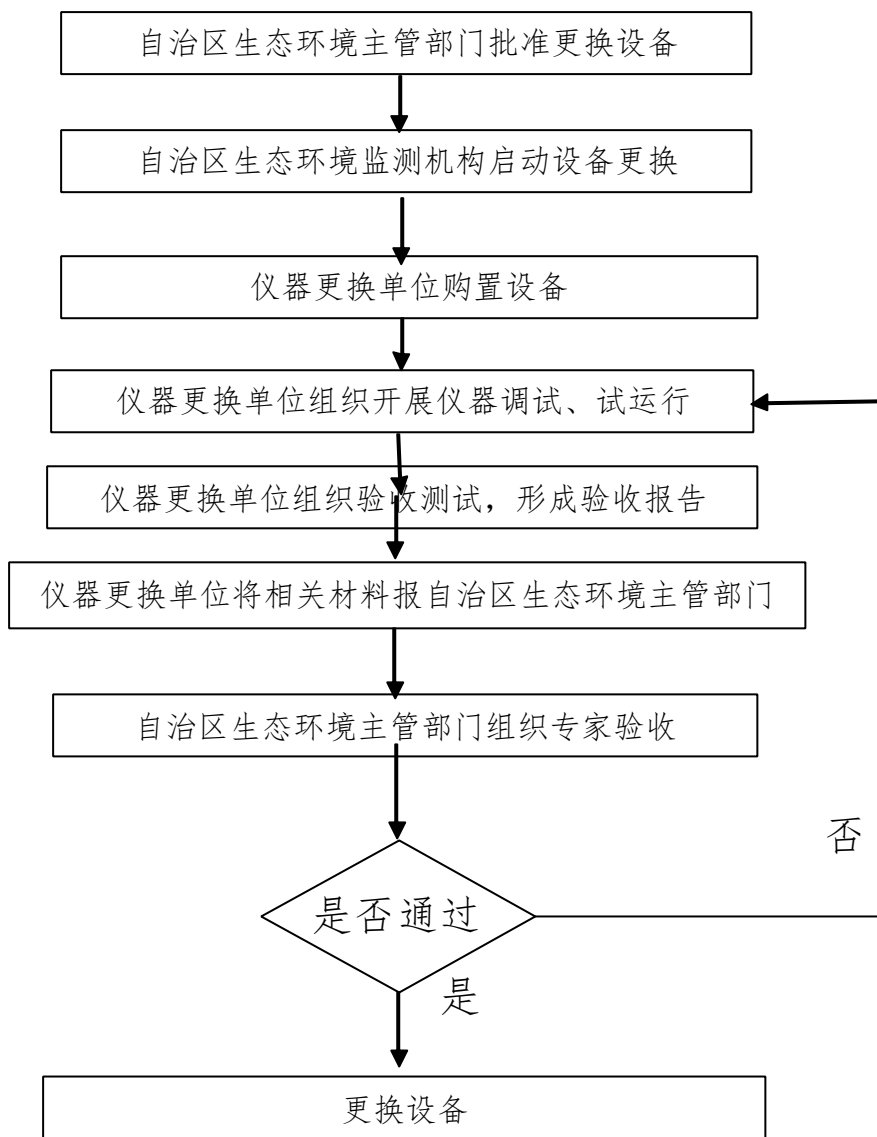 自治区生态环境主管部门批准更换设备
自治区生态环境监测机构启动设备更换
仪器更换单位购置设备
仪器更换单位组织开展仪器调试、试运行
仪器更换单位组织验收测试，形成验收报告
仪器更换单位将相关材料报自治区生态环境主管部门
自治区生态环境主管部门组织专家验收
否
是否通过
是
更换设备